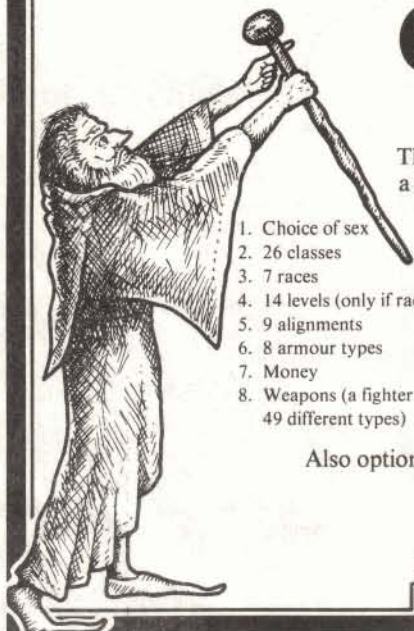 Th
a
1. Choice of sex
2. 26 classes
3. 7 races
4. 14 levels (only if rac
5. 9 alignments
6. 8 armour types
7. Money
8. Weapons (a fighter
49 different types)
Also option